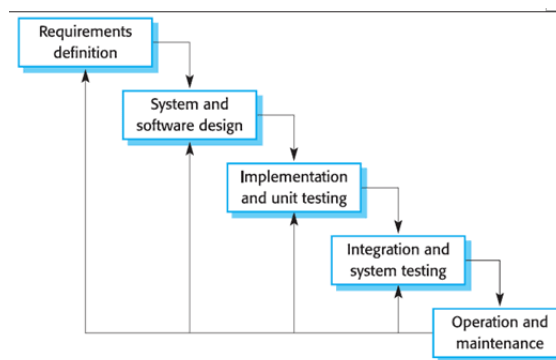 Requirements
definition
System and
software design
Implementation
and unit testing
Integration and
system testing
Operation and
maintenance